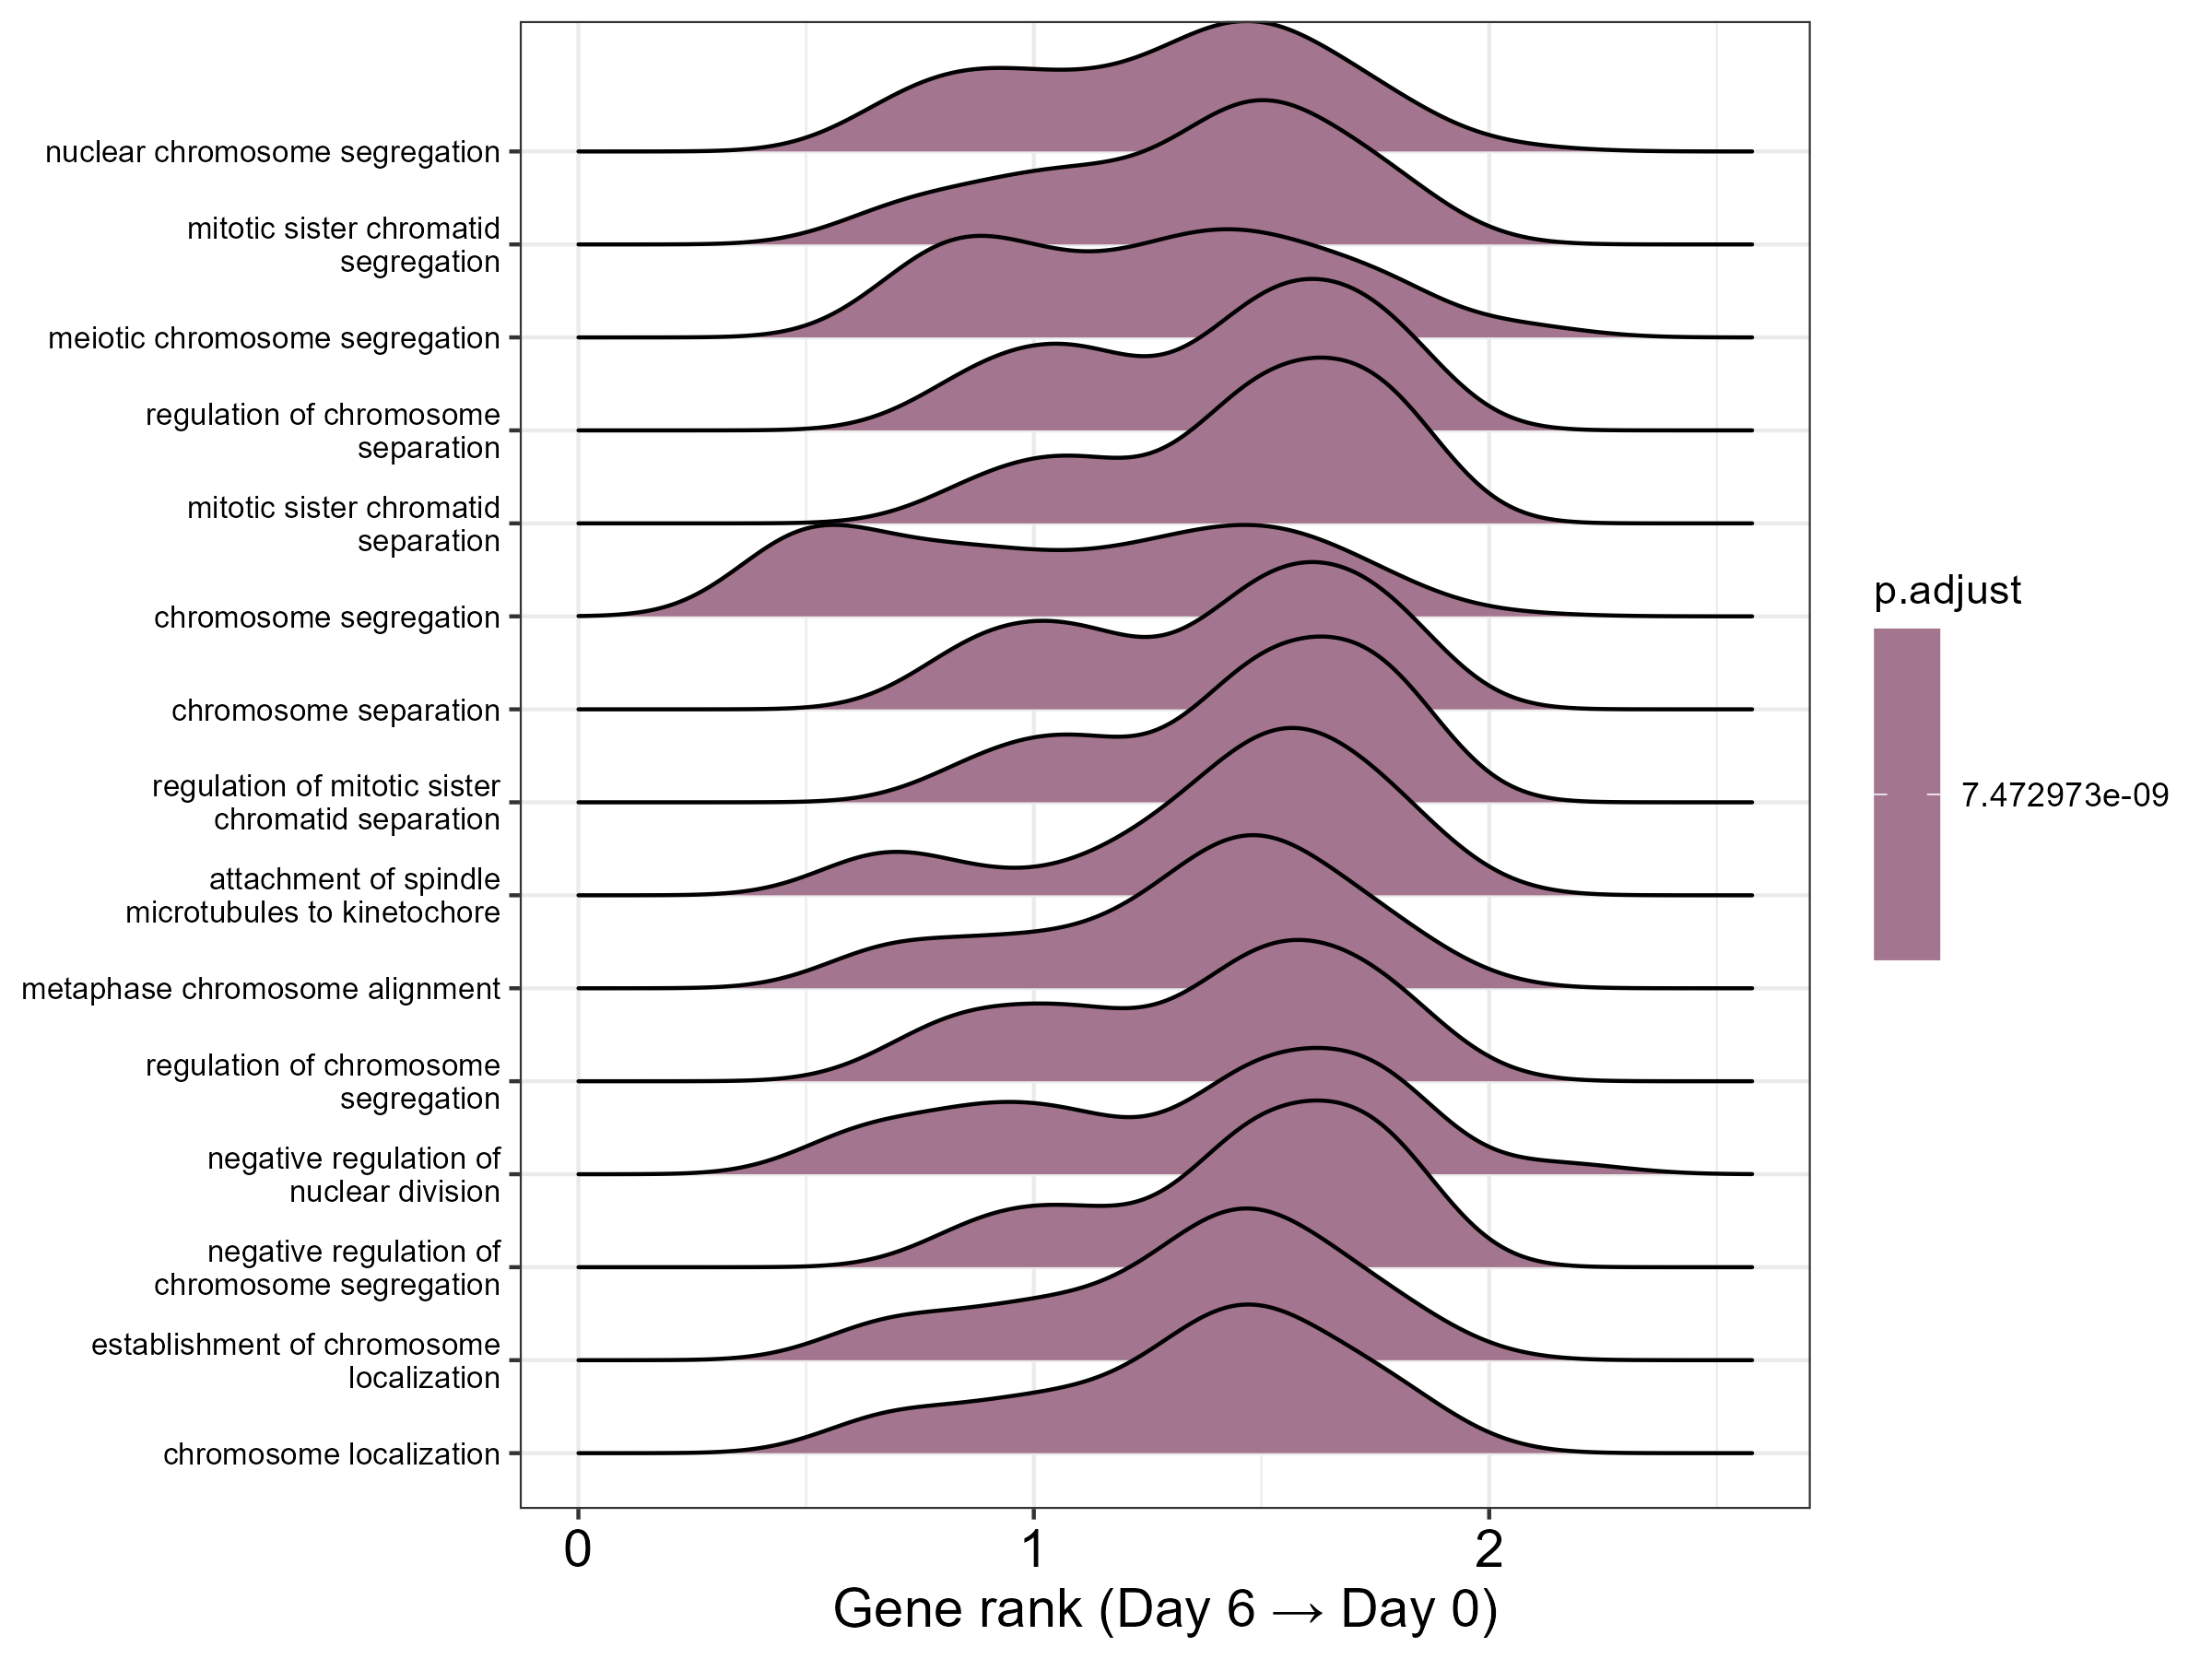 nuclear chromosome segregation
mitotic sister chromatid
segregation
meiotic chromosome segregation
regulation of chromosome
separation
mitotic sister chromatid
separation
chromosome segregation
chromosome separation
regulation of mitotic sister
chromatid separation
attachment of spindle
microtubules to kinetochore
metaphase chromosome alignment
regulation of chromosome
segregation
negative regulation of
nuclear division
negative regulation of
chromosome segregation
establishment of chromosome
localization
chromosome localization
0 1 2
Gene rank (Day 6 → Day 0)
p.adjust
7.472973e-09